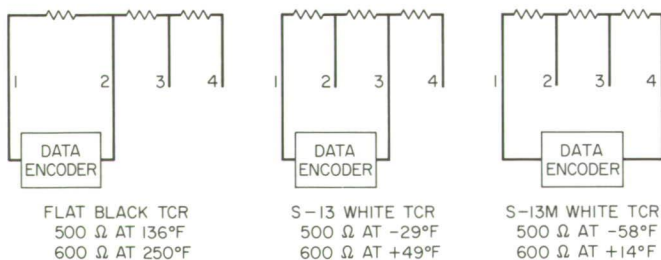 1 2 3 4
DATA
ENCODER
FLAT BLACK TCR
500 Ω AT 136°F
600 Ω AT 250°F
1 2 3 4
DATA
ENCODER
S-13 WHITE TCR
500 Ω AT -29°F
600 Ω AT +49°F
1 2 3 4
DATA
ENCODER
S-13M WHITE TCR
500 Ω AT -58°F
600 Ω AT +14°F